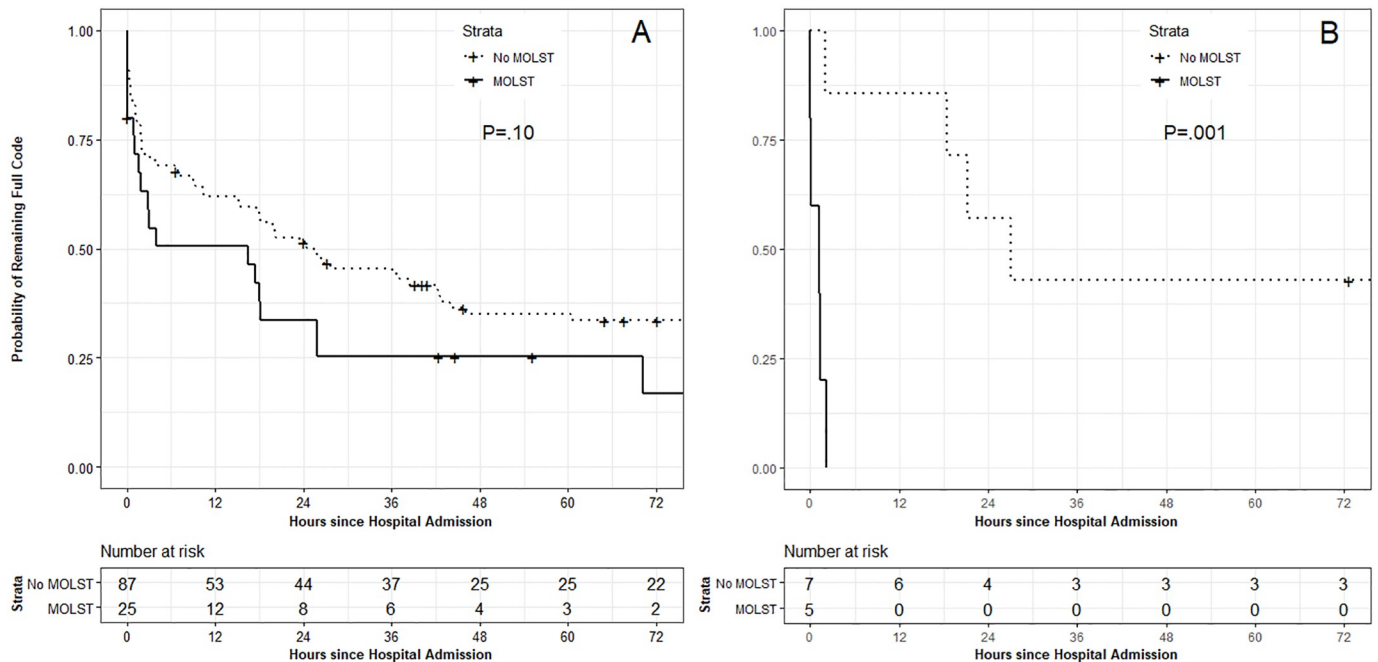 A
Strata
No MOLST
MOLST
P=.10
Probability of Remaining Full Code
1.00
0.75
0.50
0.25
0.00
0 12 24 36 48 60 72
Hours since Hospital Admission
Number at risk
Strata
No MOLST 87 53 44 37 25 25 22
MOLST 25 12 8 6 4 3 2
0 12 24 36 48 60 72
Hours since Hospital Admission
B
Strata
No MOLST
MOLST
P=.001
1.00
0.75
0.50
0.25
0.00
0 12 24 36 48 60 72
Hours since Hospital Admission
Number at risk
Strata
No MOLST 7 6 4 3 3 3 3
MOLST 5 0 0 0 0 0 0
0 12 24 36 48 60 72
Hours since Hospital Admission